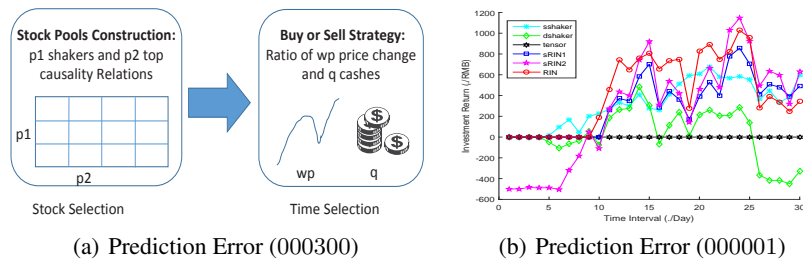 Stock Pools Construction:
p1 shakers and p2 top
causality Relations
p1
p2
Stock Selection
Buy or Sell Strategy:
Ratio of wp price change
and q cashes
$
$
wp
q
Time Selection
(a) Prediction Error (000300)
1200
1000
800
600
400
200
0
-200
-400
-600
Investment Return (./RMB)
sshaker
dshaker
tensor
sRIN1
sRIN2
RIN
0
5
10
15
20
25
30
Time Interval (./Day)
(b) Prediction Error (000001)